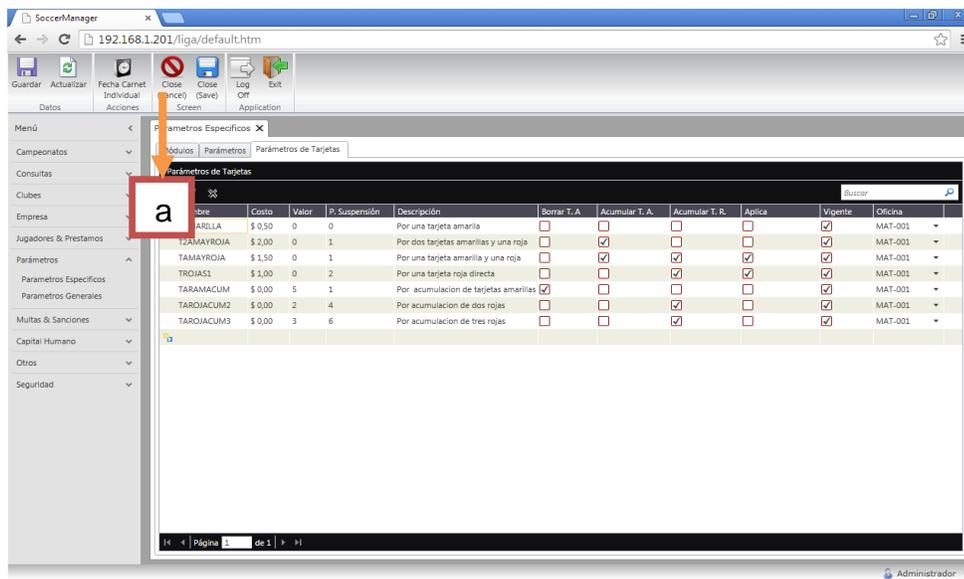 SoccerManager
192.168.1.201/liga/default.htm
Guardar Actualizar Fecha Carnet Individual Close Close (Save) Log Off Exit
Datos Acciones Screen Application
Menú
Campeonatos
Consultas
Clubes
Empresa
Jugadores & Prestamos
Parámetros
Parametros Especificos
Parametros Generales
Multas & Sanciones
Capital Humano
Otros
Seguridad
Parametros Especificos
Módulos Parámetros Parámetros de Tarjetas
Parámetros de Tarjetas
Buscar
a
Costo Valor P. Suspensión Descripción Borrar T. A Acumular T. A. Acumular T. R. Aplica Vigente Oficina
$ 0,50 0 0 Por una tarjeta amarilla MAT-001
T2AMAYROJA $ 2,00 0 1 Por dos tarjetas amarillas y una roja MAT-001
TAMAYROJA $ 1,50 0 1 Por una tarjeta amarilla y una roja MAT-001
TROJAS1 $ 1,00 0 2 Por una tarjeta roja directa MAT-001
TARAMACUM $ 0,00 5 1 Por acumulacion de tarjetas amarillas MAT-001
TAROJACUM2 $ 0,00 2 4 Por acumulacion de dos rojas MAT-001
TAROJACUM3 $ 0,00 3 6 Por acumulacion de tres rojas MAT-001
Página 1 de 1
Administrador